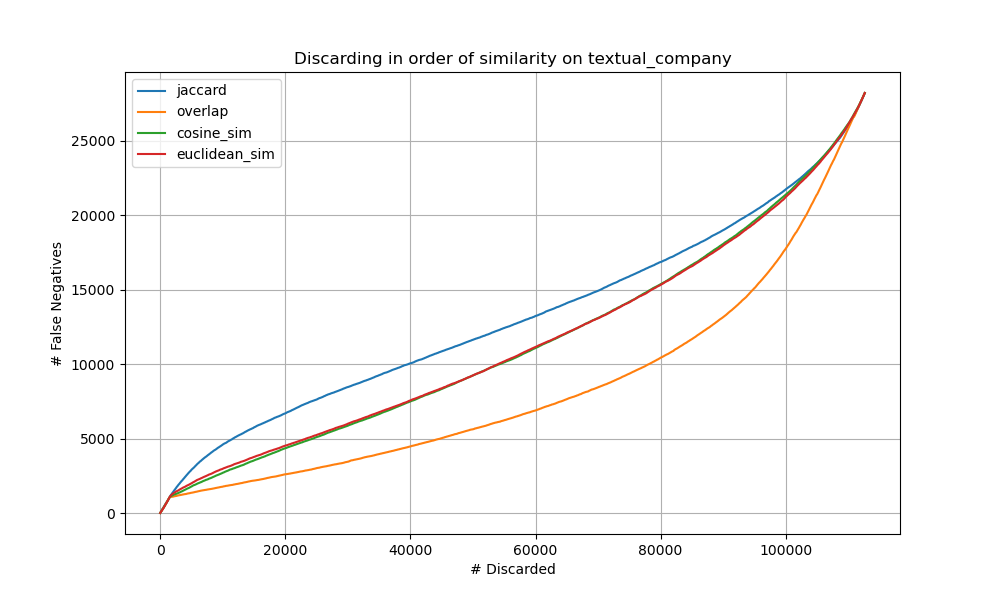 Discarding in order of similarity on textual_company
jaccard
overlap
cosine_sim
euclidean_sim
# False Negatives
25000
20000
15000
10000
5000
0
0 20000 40000 60000 80000 100000
# Discarded